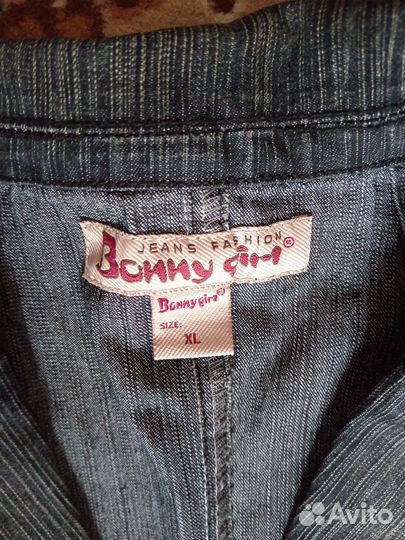 JEANS FASHION
Bonny girl®
Bonny girl®
SIZE:
XL
Avito